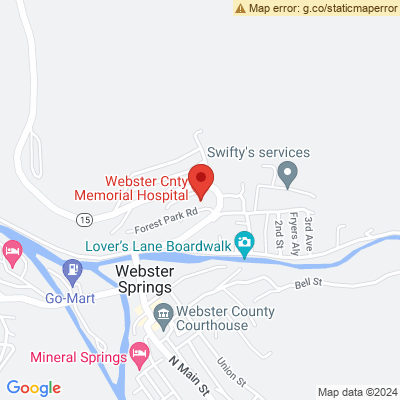 Map error: g.co/staticmaperror
Swifty's services
Webster Cnty
Memorial Hospital
15
Forest Park Rd
3rd Ave
Fryers Aly
2nd St
Lover's Lane Boardwalk
Webster
Springs
Go-Mart
Bell St
Webster County
Courthouse
Mineral Springs
N Main St
Union St
Google
Map data ©2024